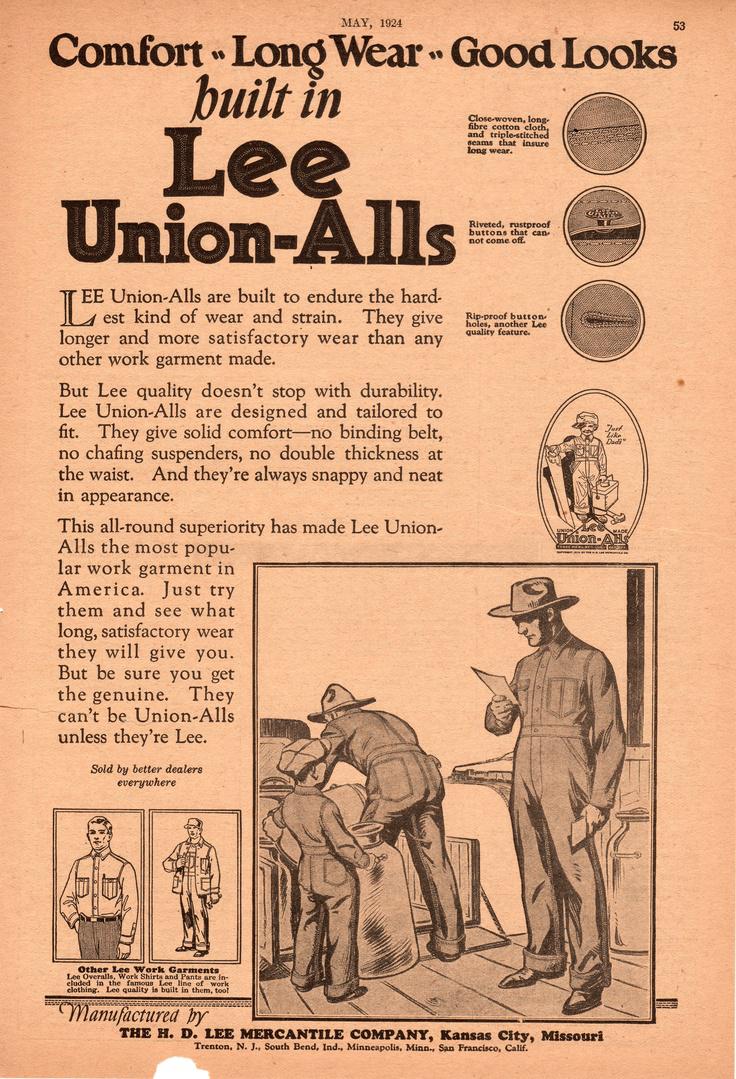 MAY, 1924
53
Comfort " Long Wear " Good Looks
built in
Lee
Union-Alls
Close-woven, long-
fibre cotton cloth,
and triple-stitched
seams that insure
long wear.
Riveted, rustproof
buttons that can-
not come off.
Rip-proof button-
holes, another Lee
quality feature.
LEE Union-Alls are built to endure the hard-
est kind of wear and strain. They give
longer and more satisfactory wear than any
other work garment made.
But Lee quality doesn't stop with durability.
Lee Union-Alls are designed and tailored to
fit. They give solid comfort—no binding belt,
no chafing suspenders, no double thickness at
the waist. And they're always snappy and neat
in appearance.
This all-round superiority has made Lee Union-
Alls the most popu-
lar work garment in
America. Just try
them and see what
long, satisfactory wear
they will give you.
But be sure you get
the genuine. They
can't be Union-Alls
unless they're Lee.
Sold by better dealers
everywhere
"Just
Like
Dad's"
UNION Lee MADE
Union-Alls
Other Lee Work Garments
Lee Overalls, Work Shirts and Pants are in-
cluded in the famous Lee line of work
clothing. Lee quality is built in them, too!
Manufactured by
THE H. D. LEE MERCANTILE COMPANY, Kansas City, Missouri
Trenton, N. J., South Bend, Ind., Minneapolis, Minn., San Francisco, Calif.